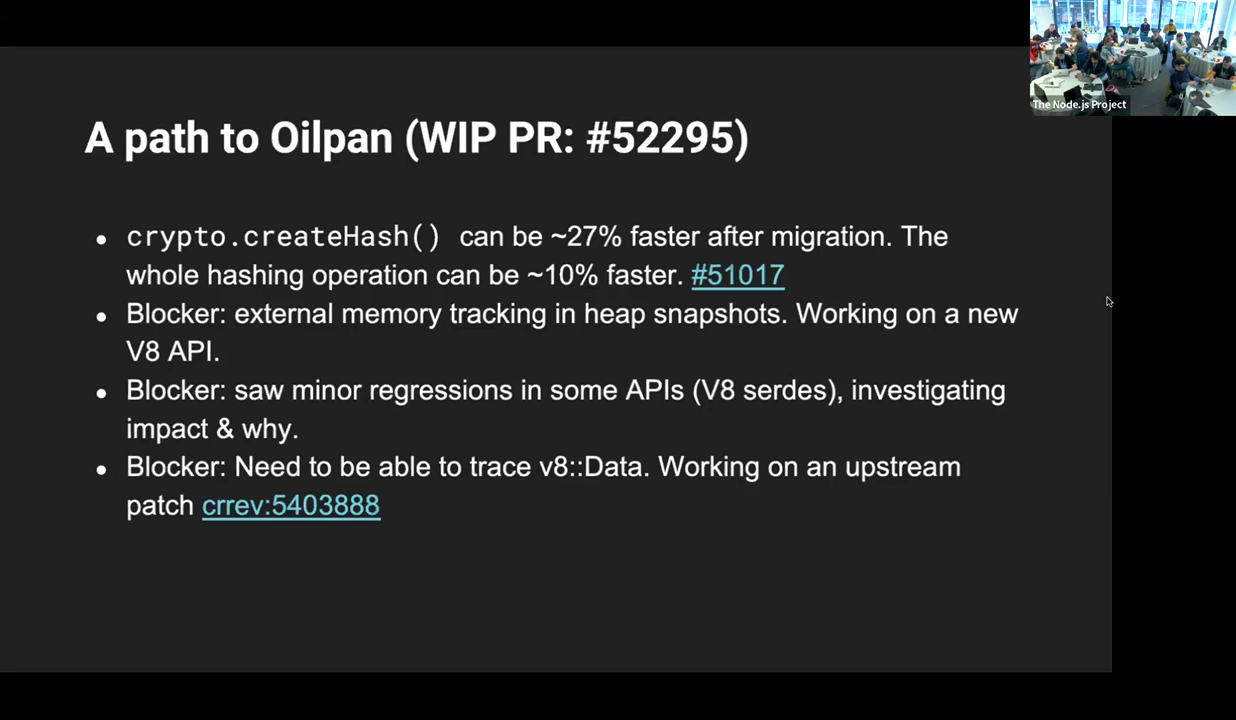 The Node.js Project
A path to Oilpan (WIP PR: #52295)
● crypto.createHash() can be ~27% faster after migration. The
whole hashing operation can be ~10% faster. #51017
● Blocker: external memory tracking in heap snapshots. Working on a new
V8 API.
● Blocker: saw minor regressions in some APIs (V8 serdes), investigating
impact & why.
● Blocker: Need to be able to trace v8::Data. Working on an upstream
patch crrev:5403888